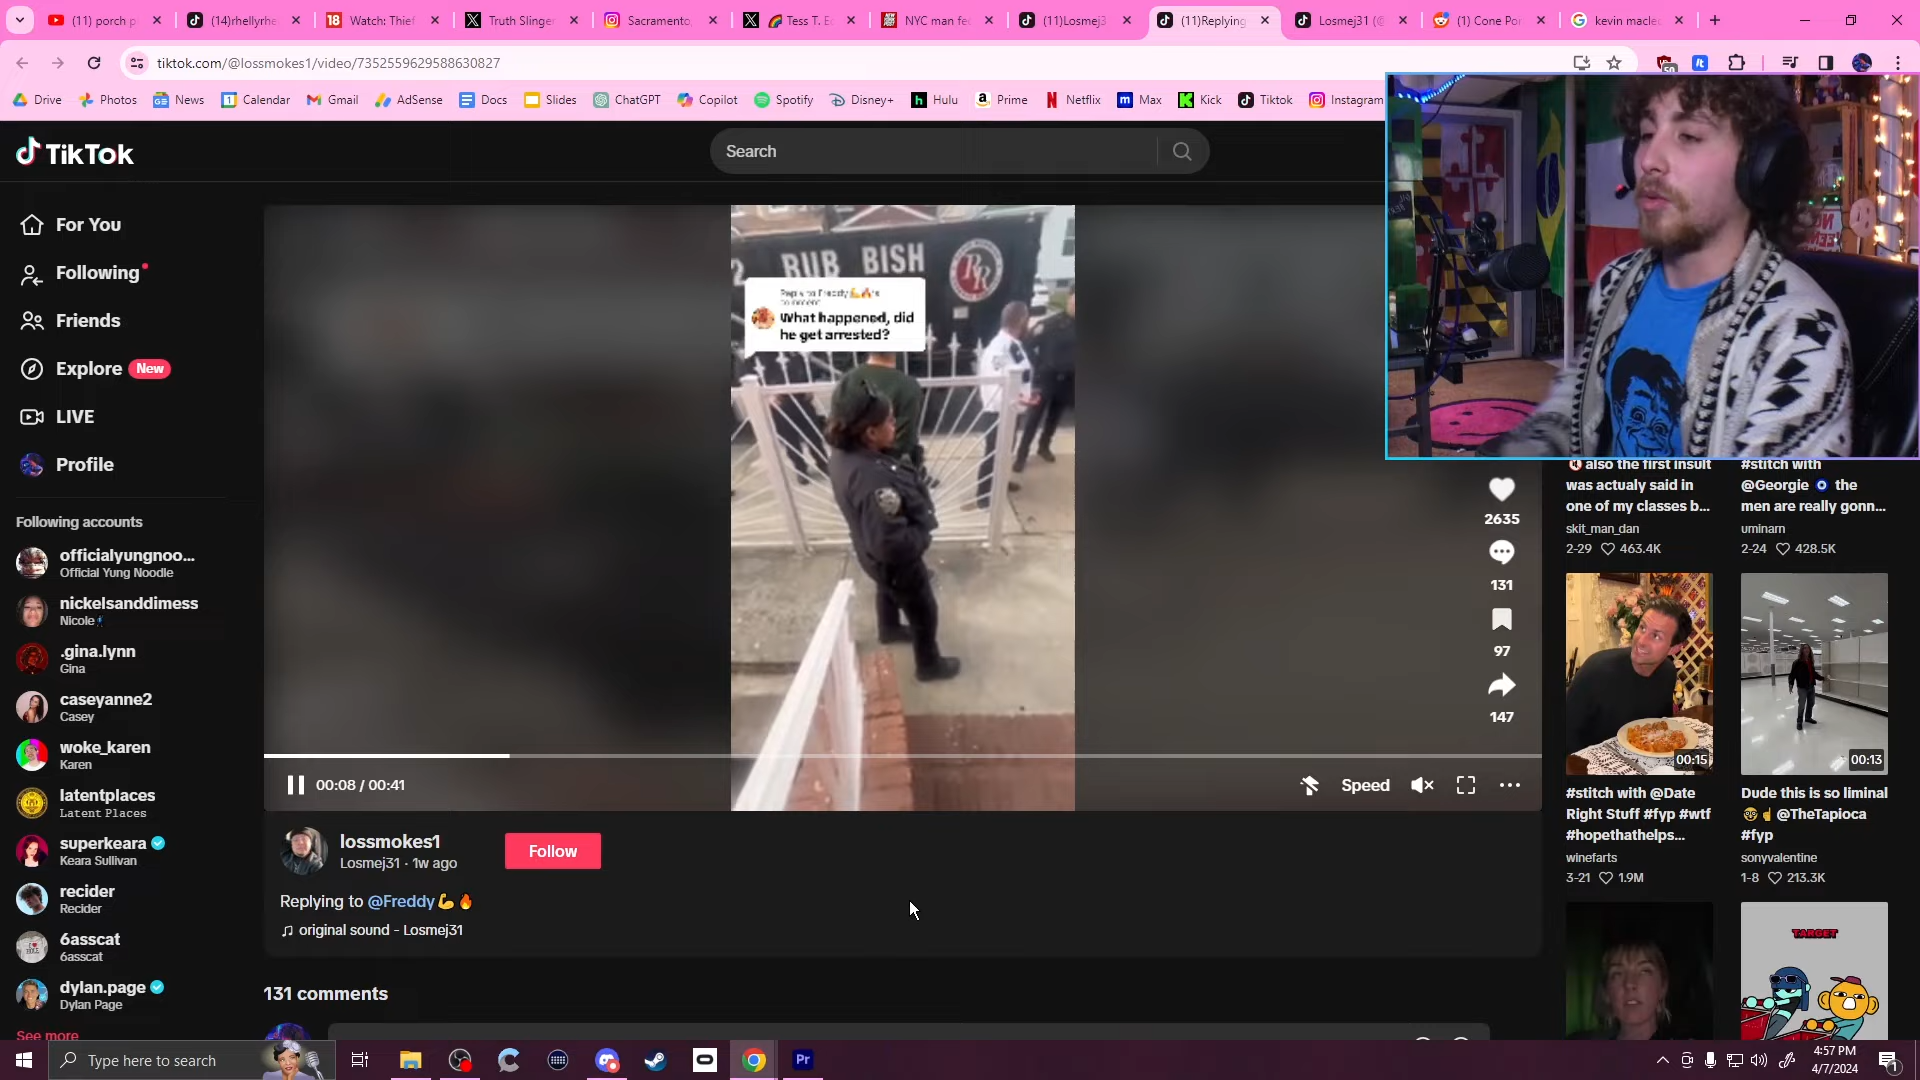 (11) porch p
(14)rhellyrhe
Watch: Thief
Truth Slinger
Sacramento,
Tess T. Ec
NYC man fe
(11)Losmej3
(11)Replying
Losmej31 (@
(1) Cone Po
kevin macle
tiktok.com/@lossmokes1/video/7352559629588630827
Drive
Photos
News
Calendar
Gmail
AdSense
Docs
Slides
ChatGPT
Copilot
Spotify
Disney+
Hulu
Prime
Netflix
Max
Kick
Tiktok
Instagram
TikTok
Search
For You
Following
Friends
Explore New
LIVE
Profile
Following accounts
officialyungnoo...
Official Yung Noodle
nickelsanddimess
Nicole
.gina.lynn
Gina
caseyanne2
Casey
woke_karen
Karen
latentplaces
Latent Places
superkeara
Keara Sullivan
recider
Recider
6asscat
6asscat
dylan.page
Dylan Page
See more
RUB BISH
RR
Reply to Freddy💪🔥's
comment
What happened, did
he get arrested?
2635
131
97
147
00:08 / 00:41
Speed
lossmokes1
Losmej31 · 1w ago
Follow
Replying to @Freddy💪🔥
original sound - Losmej31
131 comments
also the first insult
was actualy said in
one of my classes b...
skit_man_dan
2-29 463.4K
#stitch with
@Georgie 🧿 the
men are really gonn...
uminam
2-24 428.5K
00:15
#stitch with @Date
Right Stuff #fyp #wtf
#hopethathelps...
winefarts
3-21 1.9M
00:13
Dude this is so liminal
@TheTapioca
#fyp
sonyvalentine
1-8 213.3K
TARGET
Type here to search
4:57 PM
4/7/2024